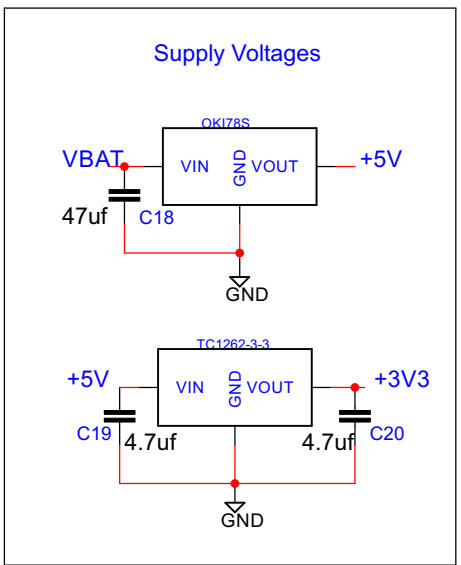 Supply Voltages
OKI78S
VBAT VIN GND VOUT +5V
47uf C18
GND
TC1262-3-3
+5V VIN GND VOUT +3V3
C19 4.7uf 4.7uf C20
GND